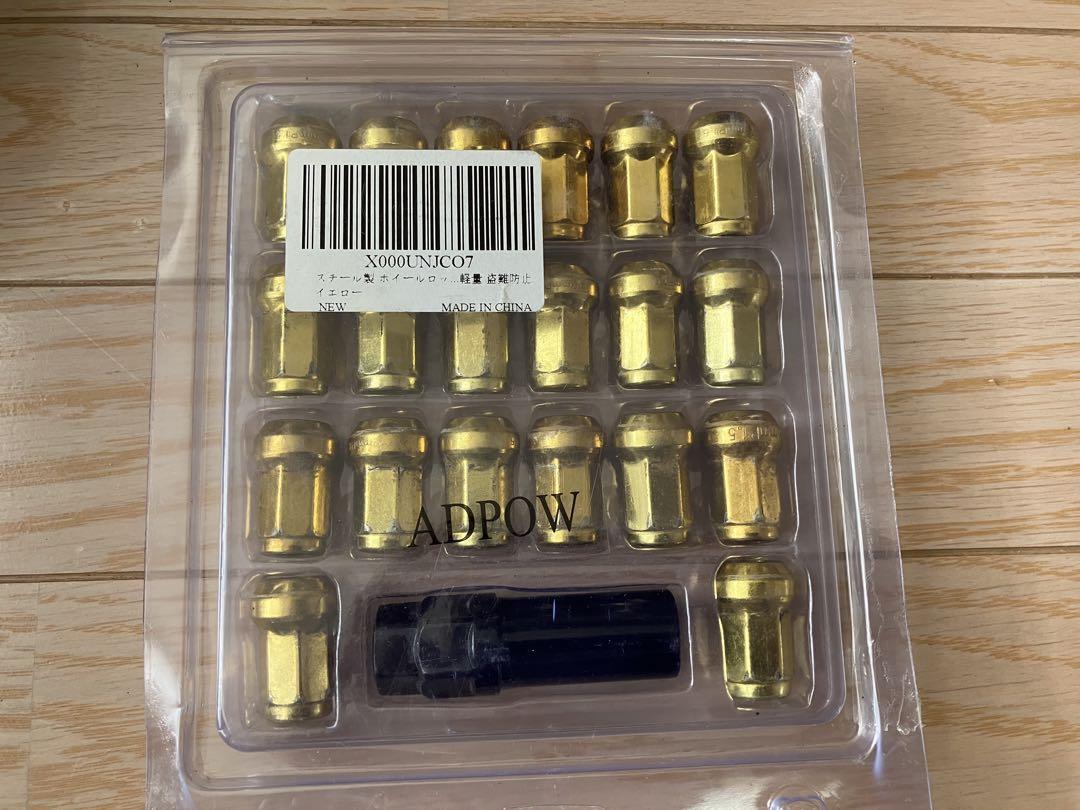 X000UNJCO7
スチール製 ホイールロッ...軽量 盗難防止
イエロー
NEW MADE IN CHINA
ADPOW